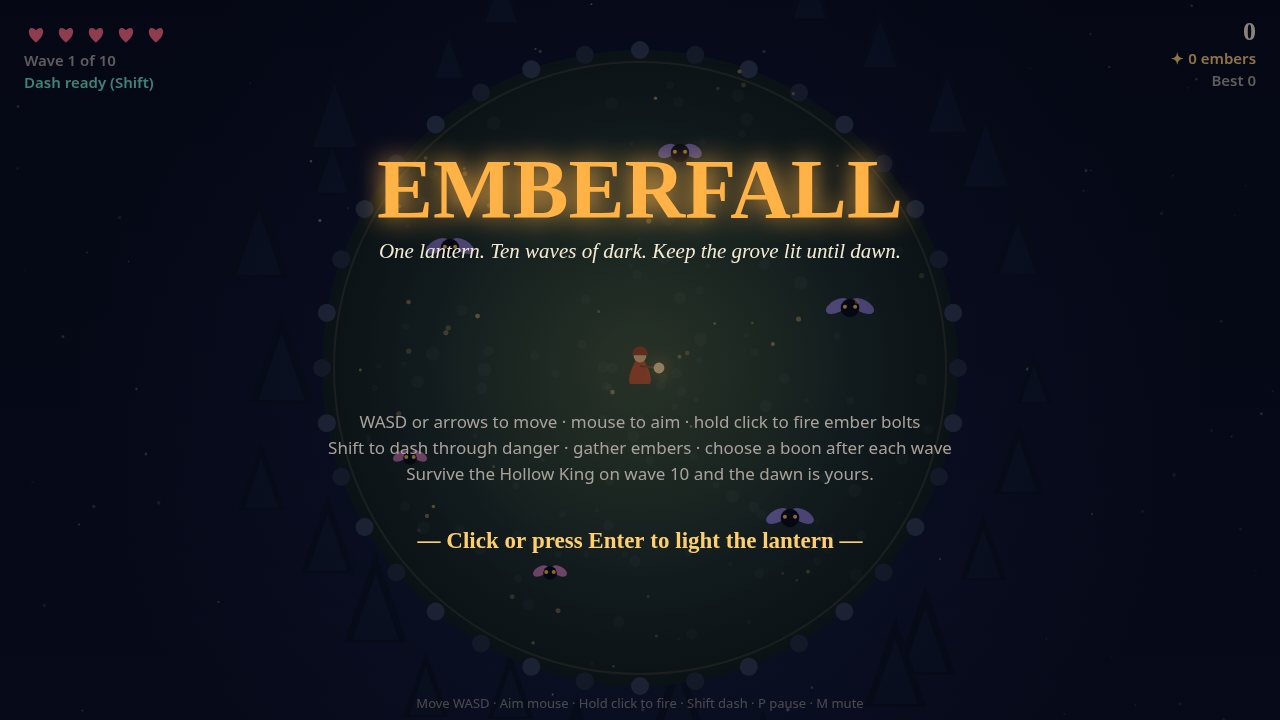 Wave 1 of 10
Dash ready (Shift)
0
✦ 0 embers
Best 0
EMBERFALL
One lantern. Ten waves of dark. Keep the grove lit until dawn.
WASD or arrows to move · mouse to aim · hold click to fire ember bolts
Shift to dash through danger · gather embers · choose a boon after each wave
Survive the Hollow King on wave 10 and the dawn is yours.
— Click or press Enter to light the lantern —
Move WASD · Aim mouse · Hold click to fire · Shift dash · P pause · M mute